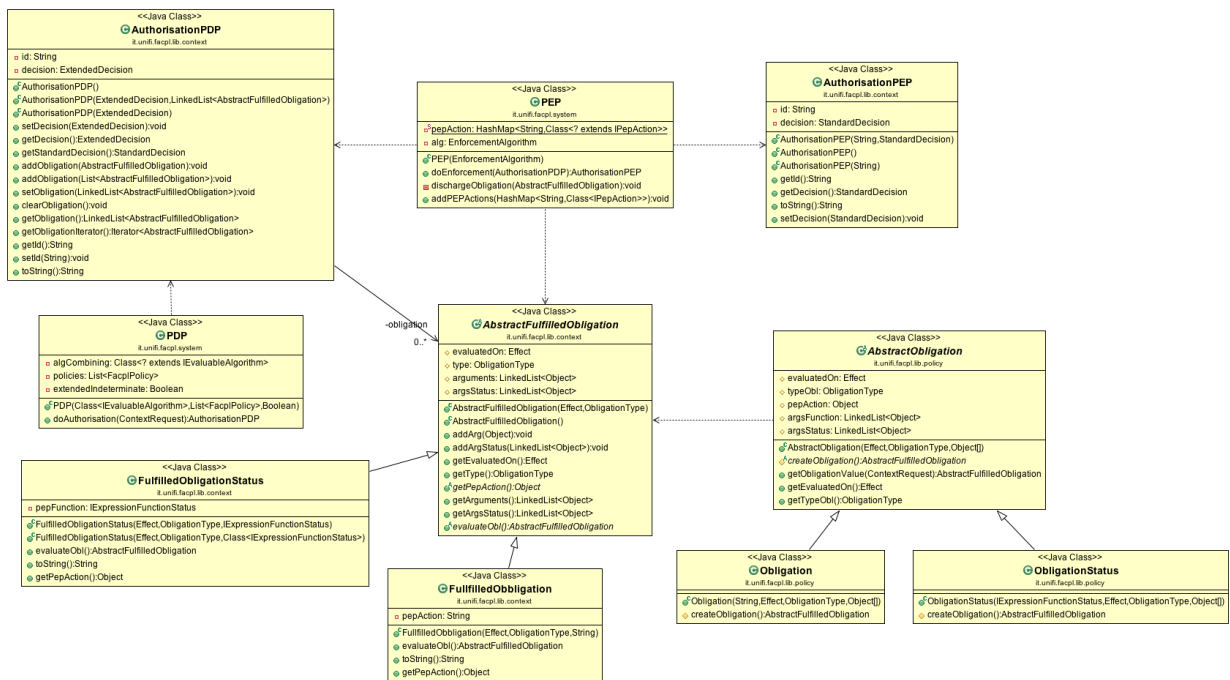 <<Java Class>>
AuthorisationPDP
it.unifi.facpl.lib.context
id: String
decision: ExtendedDecision
AuthorisationPDP()
AuthorisationPDP(ExtendedDecision,LinkedList<AbstractFulfilledObligation>)
AuthorisationPDP(ExtendedDecision)
setDecision(ExtendedDecision):void
getDecision():ExtendedDecision
getStandardDecision():StandardDecision
addObligation(AbstractFulfilledObligation):void
addObligation(List<AbstractFulfilledObligation>):void
setObligation(LinkedList<AbstractFulfilledObligation>):void
clearObligation():void
getObligation():LinkedList<AbstractFulfilledObligation>
getObligationIterator():Iterator<AbstractFulfilledObligation>
getId():String
setId(String):void
toString():String
<<Java Class>>
PEP
it.unifi.facpl.system
pepAction: HashMap<String,Class<? extends IPepAction>>
alg: EnforcementAlgorithm
PEP(EnforcementAlgorithm)
doEnforcement(AuthorisationPDP):AuthorisationPEP
dischargeObligation(AbstractFulfilledObligation):void
addPEPActions(HashMap<String,Class<IPepAction>>):void
<<Java Class>>
AuthorisationPEP
it.unifi.facpl.lib.context
id: String
decision: StandardDecision
AuthorisationPEP(String,StandardDecision)
AuthorisationPEP()
AuthorisationPEP(String)
getId():String
getDecision():StandardDecision
toString():String
setDecision(StandardDecision):void
<<Java Class>>
PDP
it.unifi.facpl.system
algCombining: Class<? extends IEvaluableAlgorithm>
policies: List<FacplPolicy>
extendedIndeterminate: Boolean
PDP(Class<IEvaluableAlgorithm>,List<FacplPolicy>,Boolean)
doAuthorisation(ContextRequest):AuthorisationPDP
-obligation
0..*
<<Java Class>>
AbstractFulfilledObligation
it.unifi.facpl.lib.context
evaluatedOn: Effect
type: ObligationType
arguments: LinkedList<Object>
argsStatus: LinkedList<Object>
AbstractFulfilledObligation(Effect,ObligationType)
AbstractFulfilledObligation()
addArg(Object):void
addArgStatus(LinkedList<Object>):void
getEvaluatedOn():Effect
getType():ObligationType
getPepAction():Object
getArguments():LinkedList<Object>
getArgsStatus():LinkedList<Object>
evaluateObl():AbstractFulfilledObligation
<<Java Class>>
AbstractObligation
it.unifi.facpl.lib.policy
evaluatedOn: Effect
typeObl: ObligationType
pepAction: Object
argsFunction: LinkedList<Object>
argsStatus: LinkedList<Object>
AbstractObligation(Effect,ObligationType,Object[])
createObligation():AbstractFulfilledObligation
getObligationValue(ContextRequest):AbstractFulfilledObligation
getEvaluatedOn():Effect
getTypeObl():ObligationType
<<Java Class>>
FulfilledObligationStatus
it.unifi.facpl.lib.context
pepFunction: IExpressionFunctionStatus
FulfilledObligationStatus(Effect,ObligationType,IExpressionFunctionStatus)
FulfilledObligationStatus(Effect,ObligationType,Class<IExpressionFunctionStatus>)
evaluateObl():AbstractFulfilledObligation
toString():String
getPepAction():Object
<<Java Class>>
FullfilledObbligation
it.unifi.facpl.lib.context
pepAction: String
FullfilledObbligation(Effect,ObligationType,String)
evaluateObl():AbstractFulfilledObligation
toString():String
getPepAction():Object
<<Java Class>>
Obligation
it.unifi.facpl.lib.policy
Obligation(String,Effect,ObligationType,Object[])
createObligation():AbstractFulfilledObligation
<<Java Class>>
ObligationStatus
it.unifi.facpl.lib.policy
ObligationStatus(IExpressionFunctionStatus,Effect,ObligationType,Object[])
createObligation():AbstractFulfilledObligation